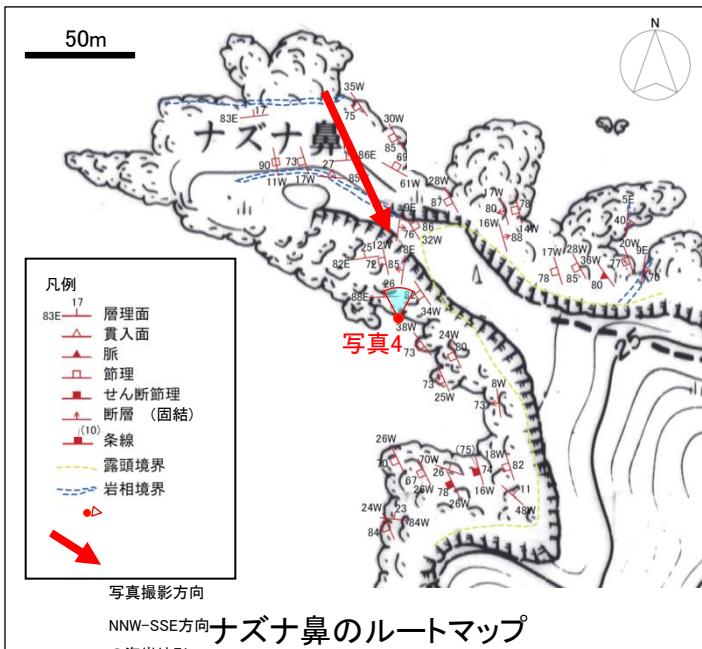 50m
N
35W
75
30W
85
69
83E
17
ナズナ鼻
86E
90
73
27
85
11W
17W
61W
28W
87
17W
80
78
16W
14W
88
5E
40
9E
86
76
32W
8E
12W
25
82E
72
85
26
88E
82
34W
38W
写真4
17W
28W
36W
20W
9E
78
85
80
77
70
24W
80
73
73
25W
8W
73
25
凡例
17
83E
層理面
貫入面
脈
節理
せん断節理
断層 (固結)
(10)
条線
露頭境界
岩相境界
26W
70
70W
(75)
18W
67
26
74
82
26W
78
16W
11
26W
48W
24W
23
84W
84
写真撮影方向
NNW-SSE方向
ナズナ鼻のルートマップ